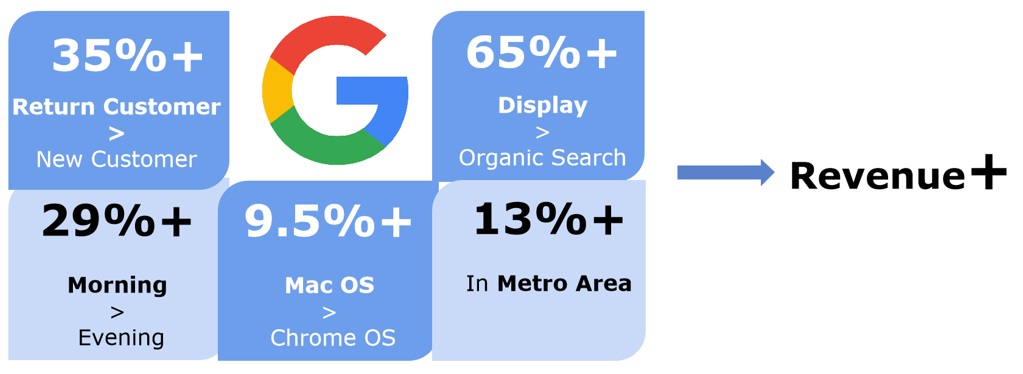 35%+
Return Customer
>
New Customer
65%+
Display
>
Organic Search
29%+
Morning
>
Evening
9.5%+
Mac OS
>
Chrome OS
13%+
In Metro Area
Revenue+